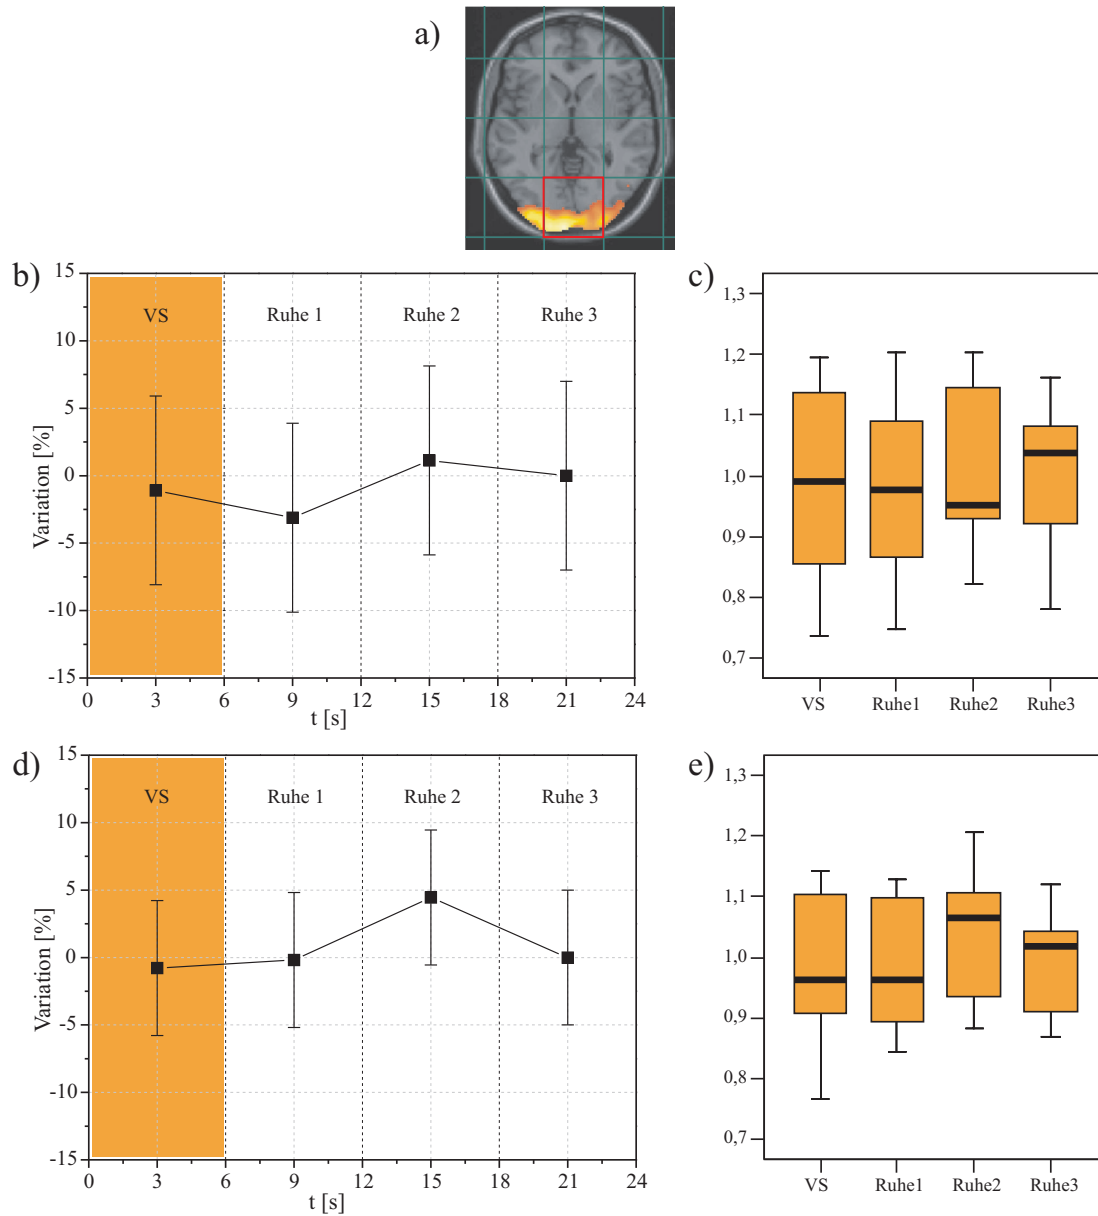 a)
b)
15
10
5
0
-5
-10
-15
Variation [%]
VS
Ruhe 1
Ruhe 2
Ruhe 3
0
3
6
9
12
15
18
21
24
t [s]
c)
1,3
1,2
1,1
1,0
0,9
0,8
0,7
VS
Ruhe1
Ruhe2
Ruhe3
d)
15
10
5
0
-5
-10
-15
Variation [%]
VS
Ruhe 1
Ruhe 2
Ruhe 3
0
3
6
9
12
15
18
21
24
t [s]
e)
1,3
1,2
1,1
1,0
0,9
0,8
0,7
VS
Ruhe1
Ruhe2
Ruhe3